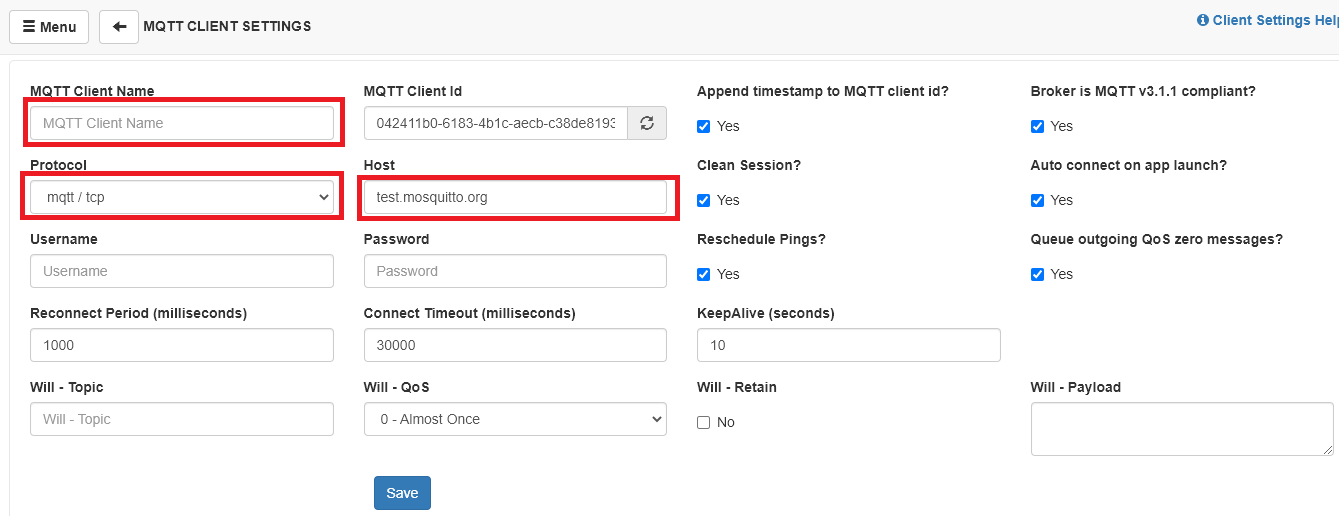 Menu
MQTT CLIENT SETTINGS
Client Settings Help
MQTT Client Name
MQTT Client Id
Append timestamp to MQTT client id?
Broker is MQTT v3.1.1 compliant?
MQTT Client Name
042411b0-6183-4b1c-aecb-c38de8193
Yes
Yes
Protocol
Host
Clean Session?
Auto connect on app launch?
mqtt / tcp
test.mosquitto.org
Yes
Yes
Username
Password
Reschedule Pings?
Queue outgoing QoS zero messages?
Username
Password
Yes
Yes
Reconnect Period (milliseconds)
Connect Timeout (milliseconds)
KeepAlive (seconds)
1000
30000
10
Will - Topic
Will - QoS
Will - Retain
Will - Payload
Will - Topic
0 - Almost Once
No
Save